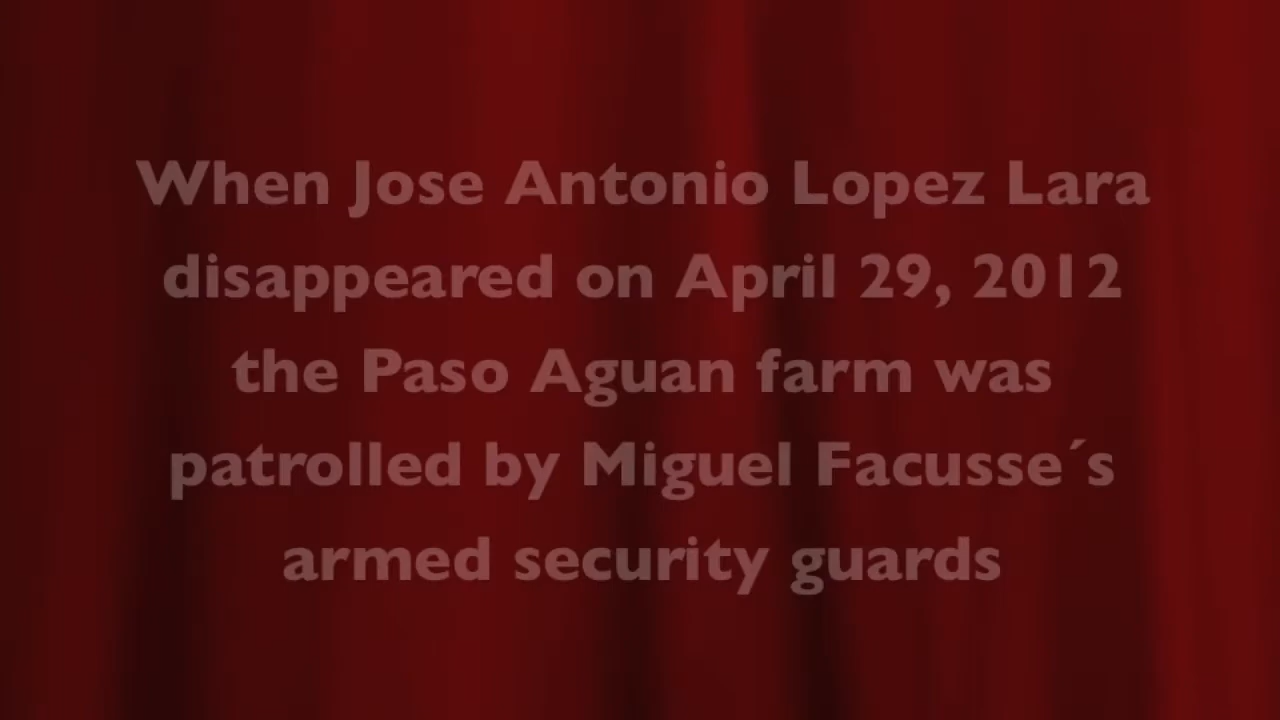 When Jose Antonio Lopez Lara
disappeared on April 29, 2012
the Paso Aguan farm was
patrolled by Miguel Facusse´s
armed security guards